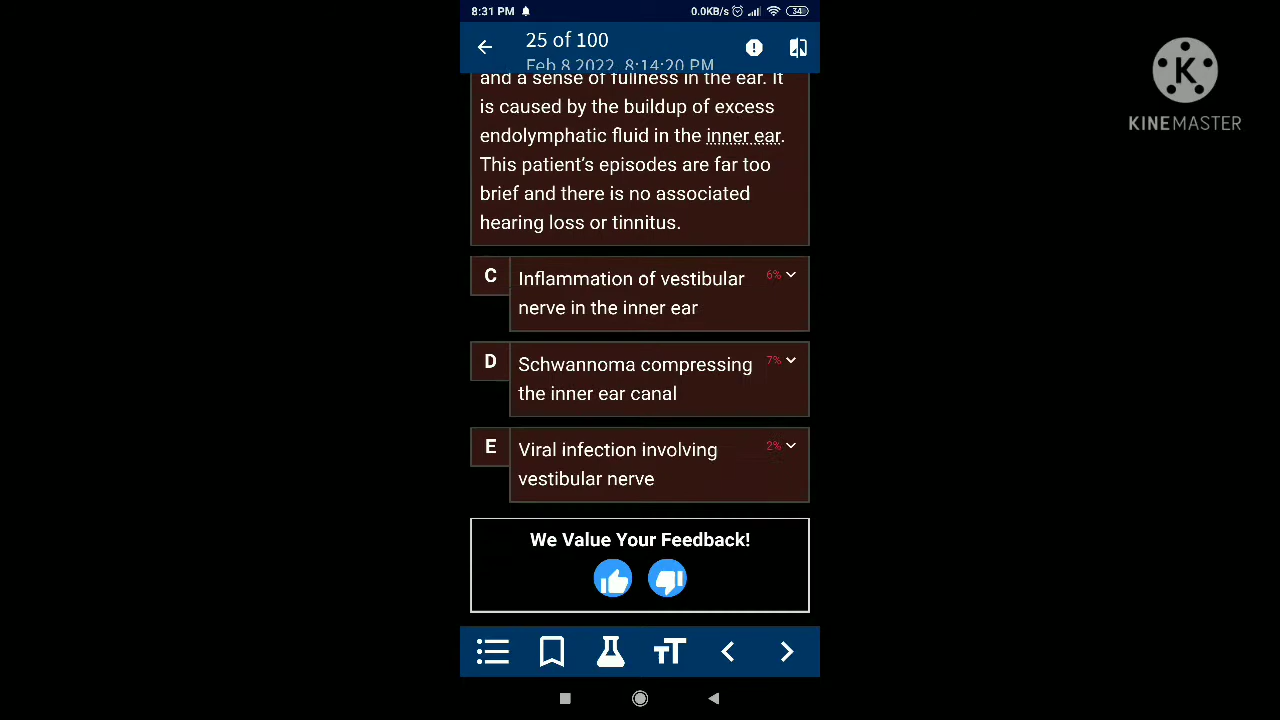 8:31 PM
0.0KB/s
34
25 of 100
Feb 8 2022, 8:14:20 PM
and a sense of fullness in the ear. It
is caused by the buildup of excess
endolymphatic fluid in the inner ear.
This patient's episodes are far too
brief and there is no associated
hearing loss or tinnitus.
C
Inflammation of vestibular
nerve in the inner ear
6%
D
Schwannoma compressing
the inner ear canal
7%
E
Viral infection involving
vestibular nerve
2%
We Value Your Feedback!
TT
K
KINEMASTER